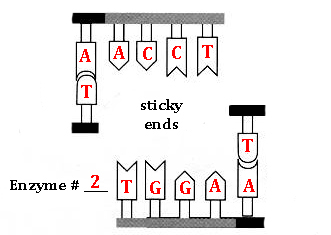 A A C C T
T
sticky
ends
T
Enzyme # 2 T G G A A A